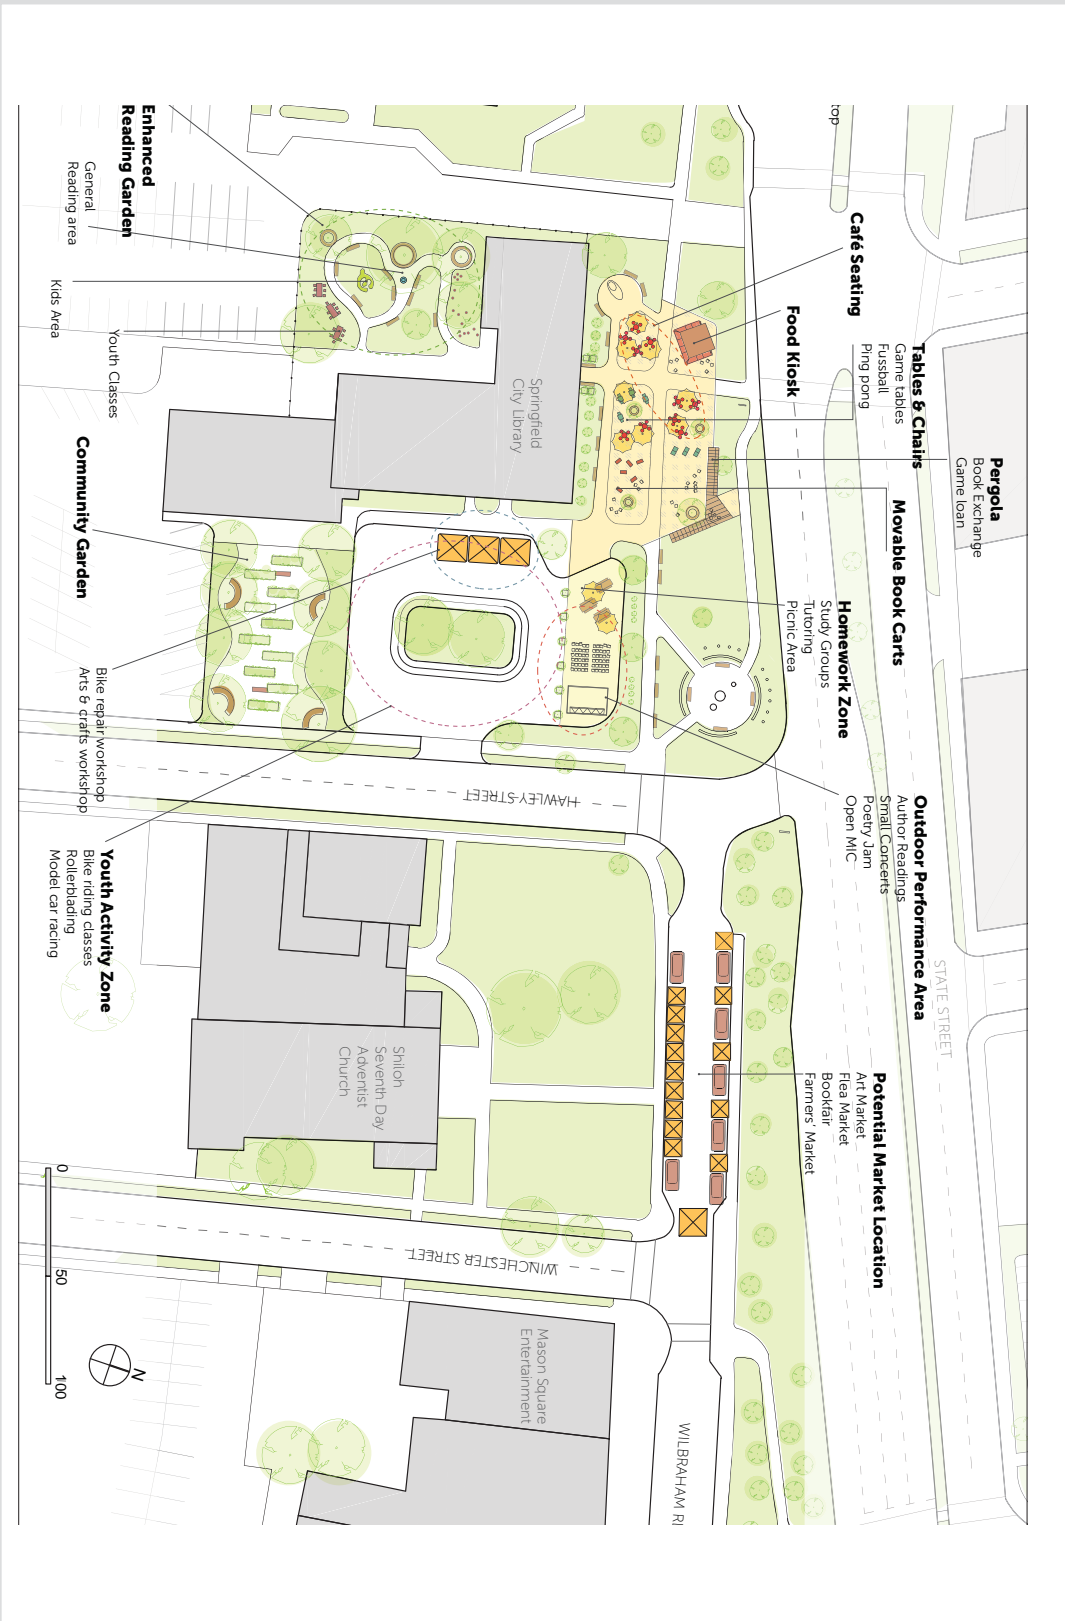 top
Enhanced
Reading Garden
General
Reading area
Kids Area
Youth Classes
Café Seating
Food Kiosk
Tables & Chairs
Game tables
Fussball
Ping pong
Pergola
Book Exchange
Game loan
Movable Book Carts
Homework Zone
Study Groups
Tutoring
Picnic Area
Springfield
City Library
Community Garden
Bike repair workshop
Arts & crafts workshop
Outdoor Performance Area
Author Readings
Small Concerts
Poetry Jam
Open MIC
HAWLEY STREET
Youth Activity Zone
Bike riding classes
Rollerblading
Model car racing
STATE STREET
Shiloh
Seventh Day
Adventist
Church
Potential Market Location
Art Market
Flea Market
Bookfair
Farmers' Market
WINCHESTER STREET
Mason Square
Entertainment
WILBRAHAM R
0
50
100
N